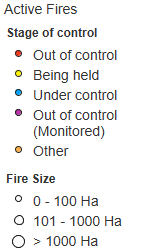 Active Fires
Stage of control
Out of control
Being held
Under control
Out of control
(Monitored)
Other
Fire Size
0 - 100 Ha
101 - 1000 Ha
> 1000 Ha